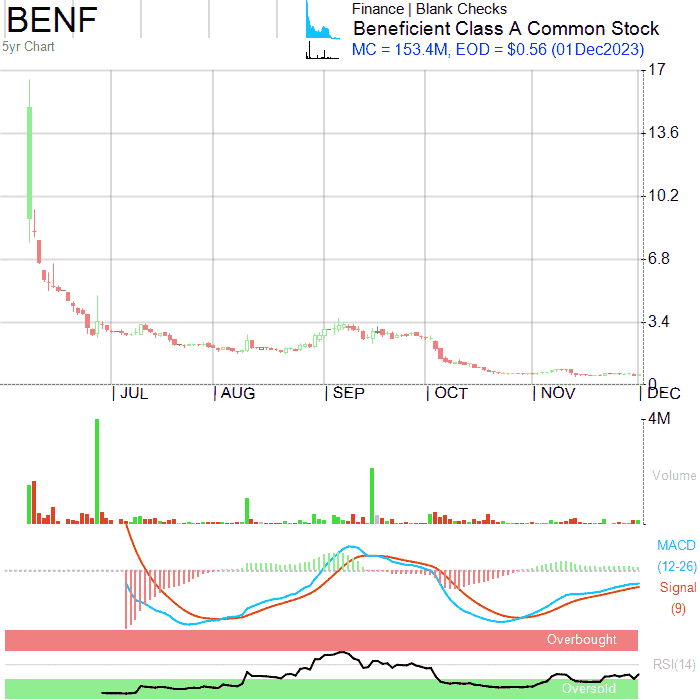 BENF
5yr Chart
Finance | Blank Checks
Beneficient Class A Common Stock
MC = 153.4M, EOD = $0.56 (01Dec2023)
17
13.6
10.2
6.8
3.4
0
| JUL | AUG | SEP | OCT | NOV | DEC
4M
Volume
MACD
(12-26)
Signal
(9)
Overbought
RSI(14)
Oversold